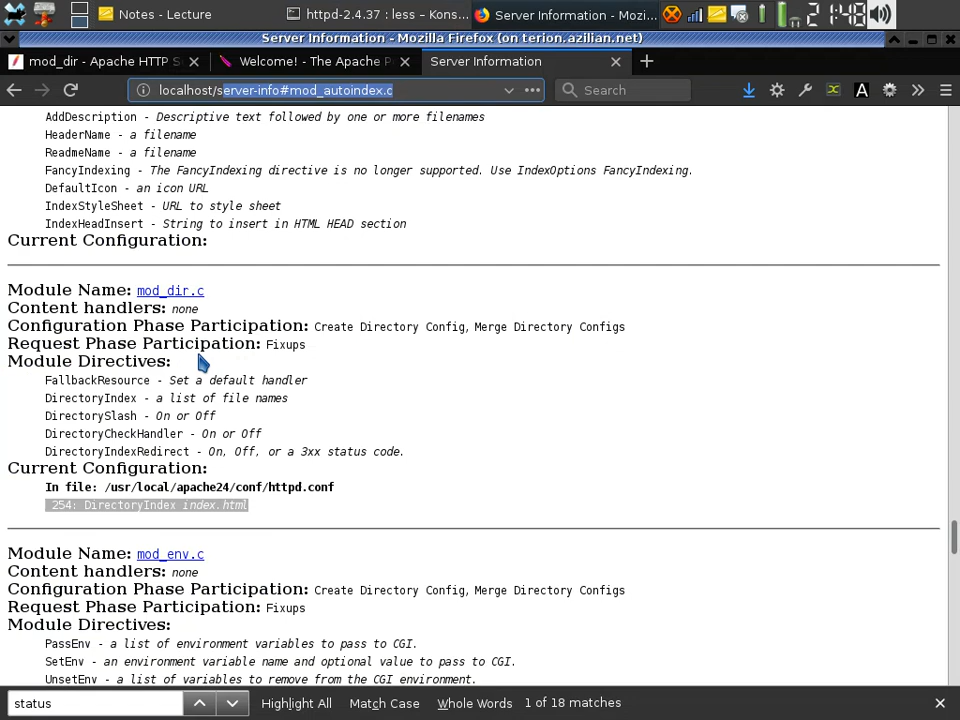 Notes - Lecture
httpd-2.4.37 : less – Kons...
Server Information - Mozi...
2 1:48
Server Information - Mozilla Firefox (on terion.azilian.net)
mod_dir - Apache HTTP S
Welcome! - The Apache P
Server Information
localhost/server-info#mod_autoindex.c
Search
AddDescription - Descriptive text followed by one or more filenames
HeaderName - a filename
ReadmeName - a filename
FancyIndexing - The FancyIndexing directive is no longer supported. Use IndexOptions FancyIndexing.
DefaultIcon - an icon URL
IndexStyleSheet - URL to style sheet
IndexHeadInsert - String to insert in HTML HEAD section
Current Configuration:
Module Name: mod_dir.c
Content handlers: none
Configuration Phase Participation: Create Directory Config, Merge Directory Configs
Request Phase Participation: Fixups
Module Directives:
FallbackResource - Set a default handler
DirectoryIndex - a list of file names
DirectorySlash - On or Off
DirectoryCheckHandler - On or Off
DirectoryIndexRedirect - On, Off, or a 3xx status code.
Current Configuration:
In file: /usr/local/apache24/conf/httpd.conf
254: DirectoryIndex index.html
Module Name: mod_env.c
Content handlers: none
Configuration Phase Participation: Create Directory Config, Merge Directory Configs
Request Phase Participation: Fixups
Module Directives:
PassEnv - a list of environment variables to pass to CGI.
SetEnv - an environment variable name and optional value to pass to CGI.
UnsetEnv - a list of variables to remove from the CGI environment.
status
Highlight All
Match Case
Whole Words
1 of 18 matches